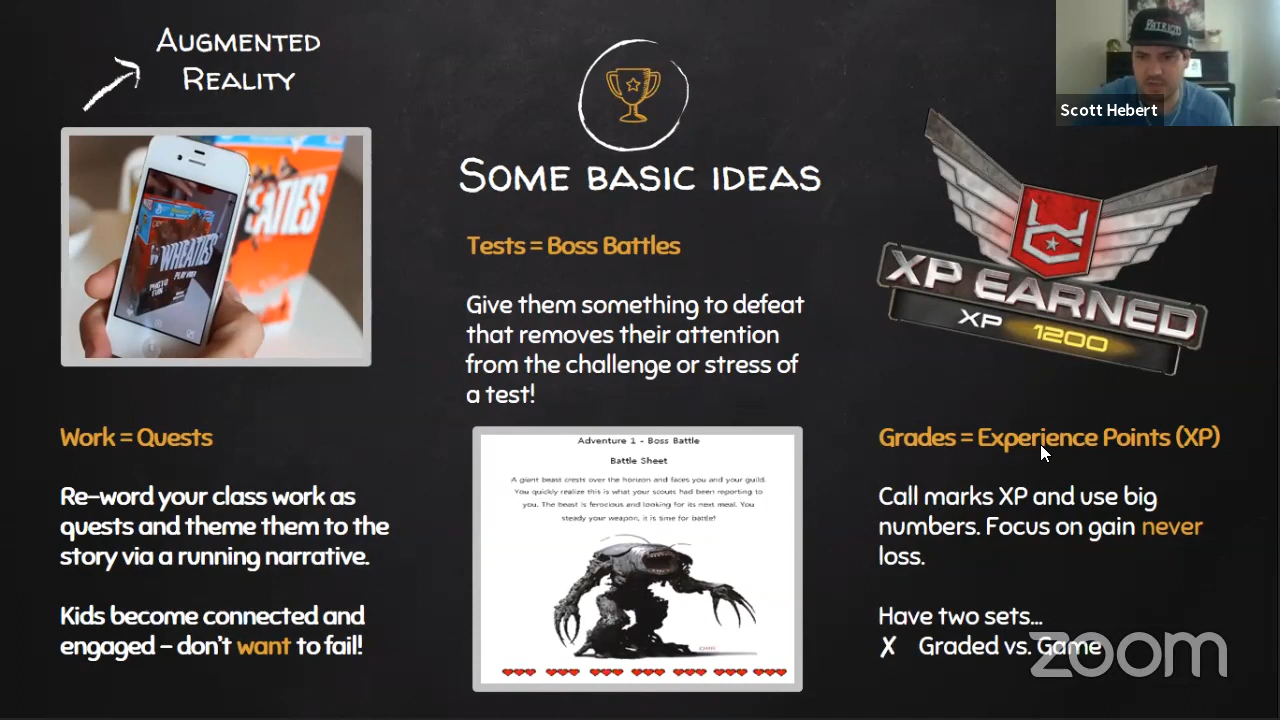 Augmented
Reality
WHEATIES
EATIES
Work = Quests
Re-word your class work as
quests and theme them to the
story via a running narrative.
Kids become connected and
engaged – don't want to fail!
Some basic ideas
Tests = Boss Battles
Give them something to defeat
that removes their attention
from the challenge or stress of
a test!
Adventure 1 - Boss Battle
Battle Sheet
A giant beast crests over the horizon and faces you and your guild.
You quickly realize this is what your scouts had been reporting to
you. The beast is ferocious and looking for its next meal. You
steady your weapon, it is time for battle!
Scott Hebert
PATRIOTS
XP EARNED
XP 1200
Grades = Experience Points (XP)
Call marks XP and use big
numbers. Focus on gain never
loss.
Have two sets...
✗ Graded vs. Game
zoom